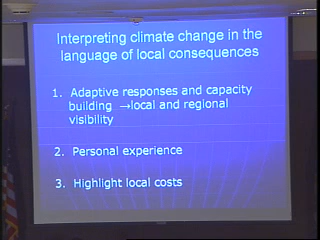 Interpreting climate change in the
language of local consequences
1. Adaptive responses and capacity
building →local and regional
visibility
2. Personal experience
3. Highlight local costs